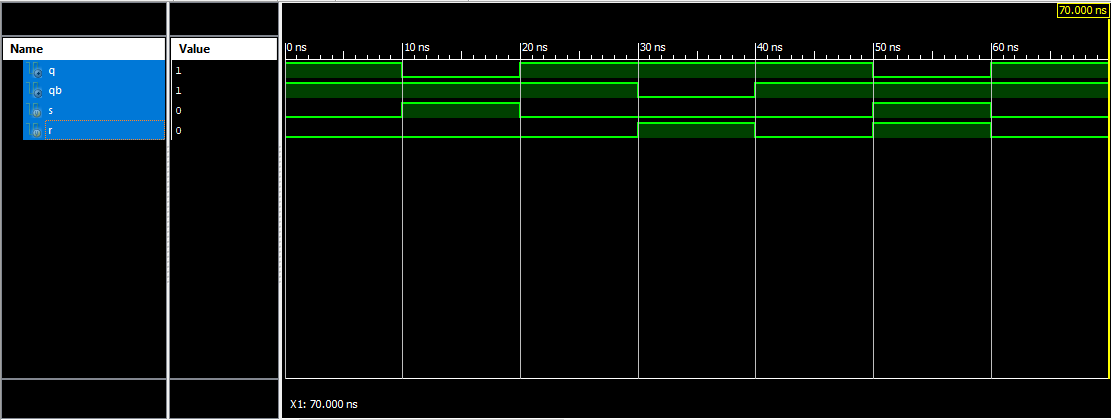 70.000 ns
Name Value
0 ns 10 ns 20 ns 30 ns 40 ns 50 ns 60 ns
q 1
qb 1
s 0
r 0
X1: 70.000 ns